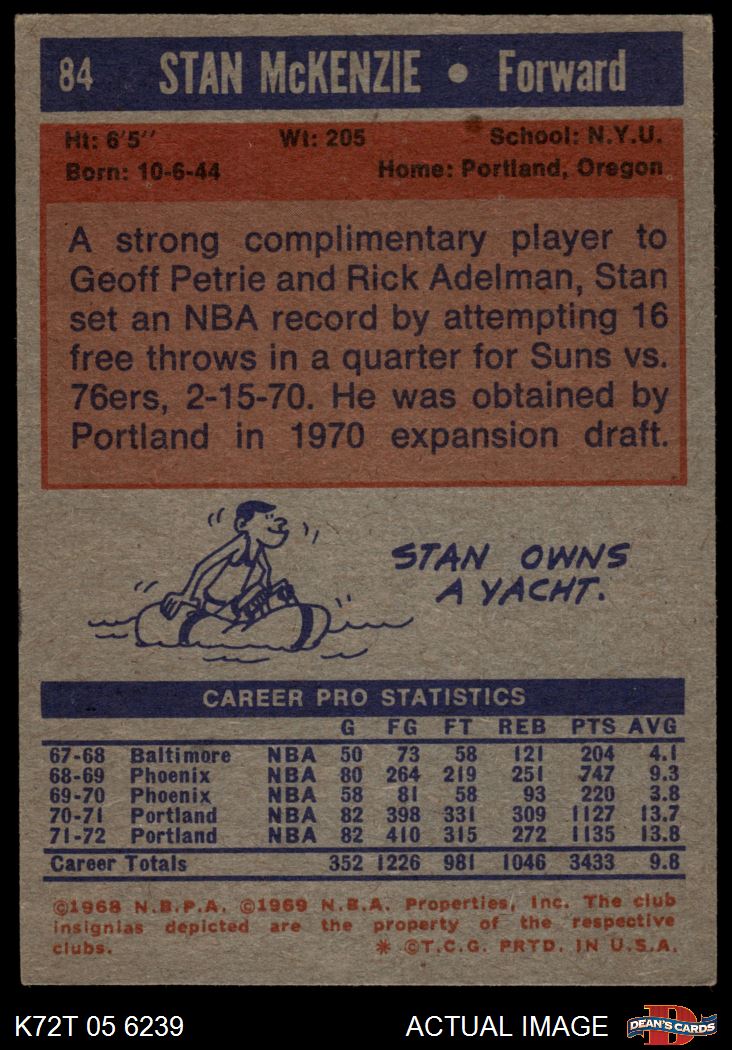 84 STAN McKENZIE • Forward
Ht: 6'5" Wt: 205 School: N.Y.U.
Born: 10-6-44 Home: Portland, Oregon
A strong complimentary player to
Geoff Petrie and Rick Adelman, Stan
set an NBA record by attempting 16
free throws in a quarter for Suns vs.
76ers, 2-15-70. He was obtained by
Portland in 1970 expansion draft.
STAN OWNS
A YACHT.
CAREER PRO STATISTICS
G FG FT REB PTS AVG
67-68 Baltimore NBA 50 73 58 121 204 4.1
68-69 Phoenix NBA 80 264 219 251 747 9.3
69-70 Phoenix NBA 58 81 58 93 220 3.8
70-71 Portland NBA 82 398 331 309 1127 13.7
71-72 Portland NBA 82 410 315 272 1135 13.8
Career Totals 352 1226 981 1046 3433 9.8
©1968 N.B.P.A. ©1969 N.B.A. Properties, Inc. The club
insignias depicted are the property of the respective
clubs. * ©T.C.G. PRTD. IN U.S.A.
K72T 05 6239 ACTUAL IMAGE DEAN'S CARDS